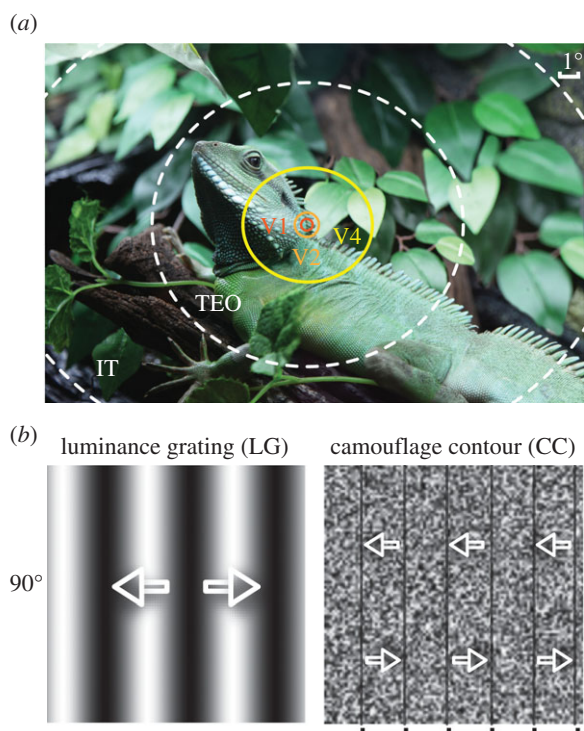 (a)
1°
V1
V4
V2
TEO
IT
(b)
luminance grating (LG) camouflage contour (CC)
90°